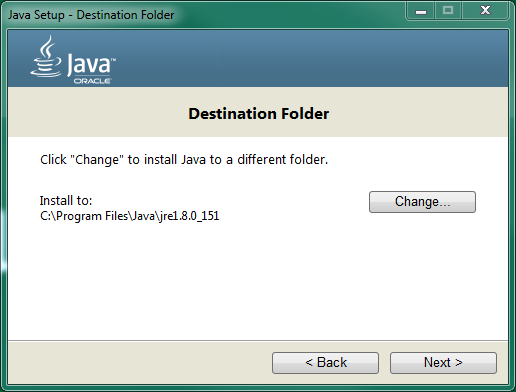 Java Setup - Destination Folder
Java™
ORACLE
Destination Folder
Click "Change" to install Java to a different folder.
Install to:
C:\Program Files\Java\jre1.8.0_151
Change...
< Back
Next >